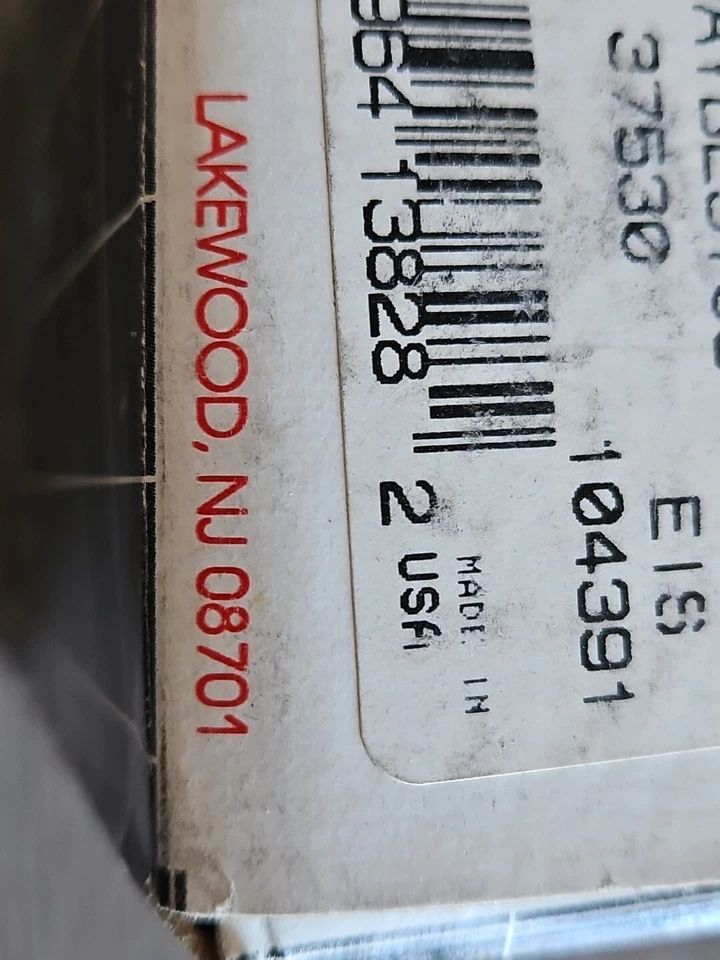 37530
EIS
104391
964 13828 2
MADE IN
USA
LAKEWOOD, NJ 08701